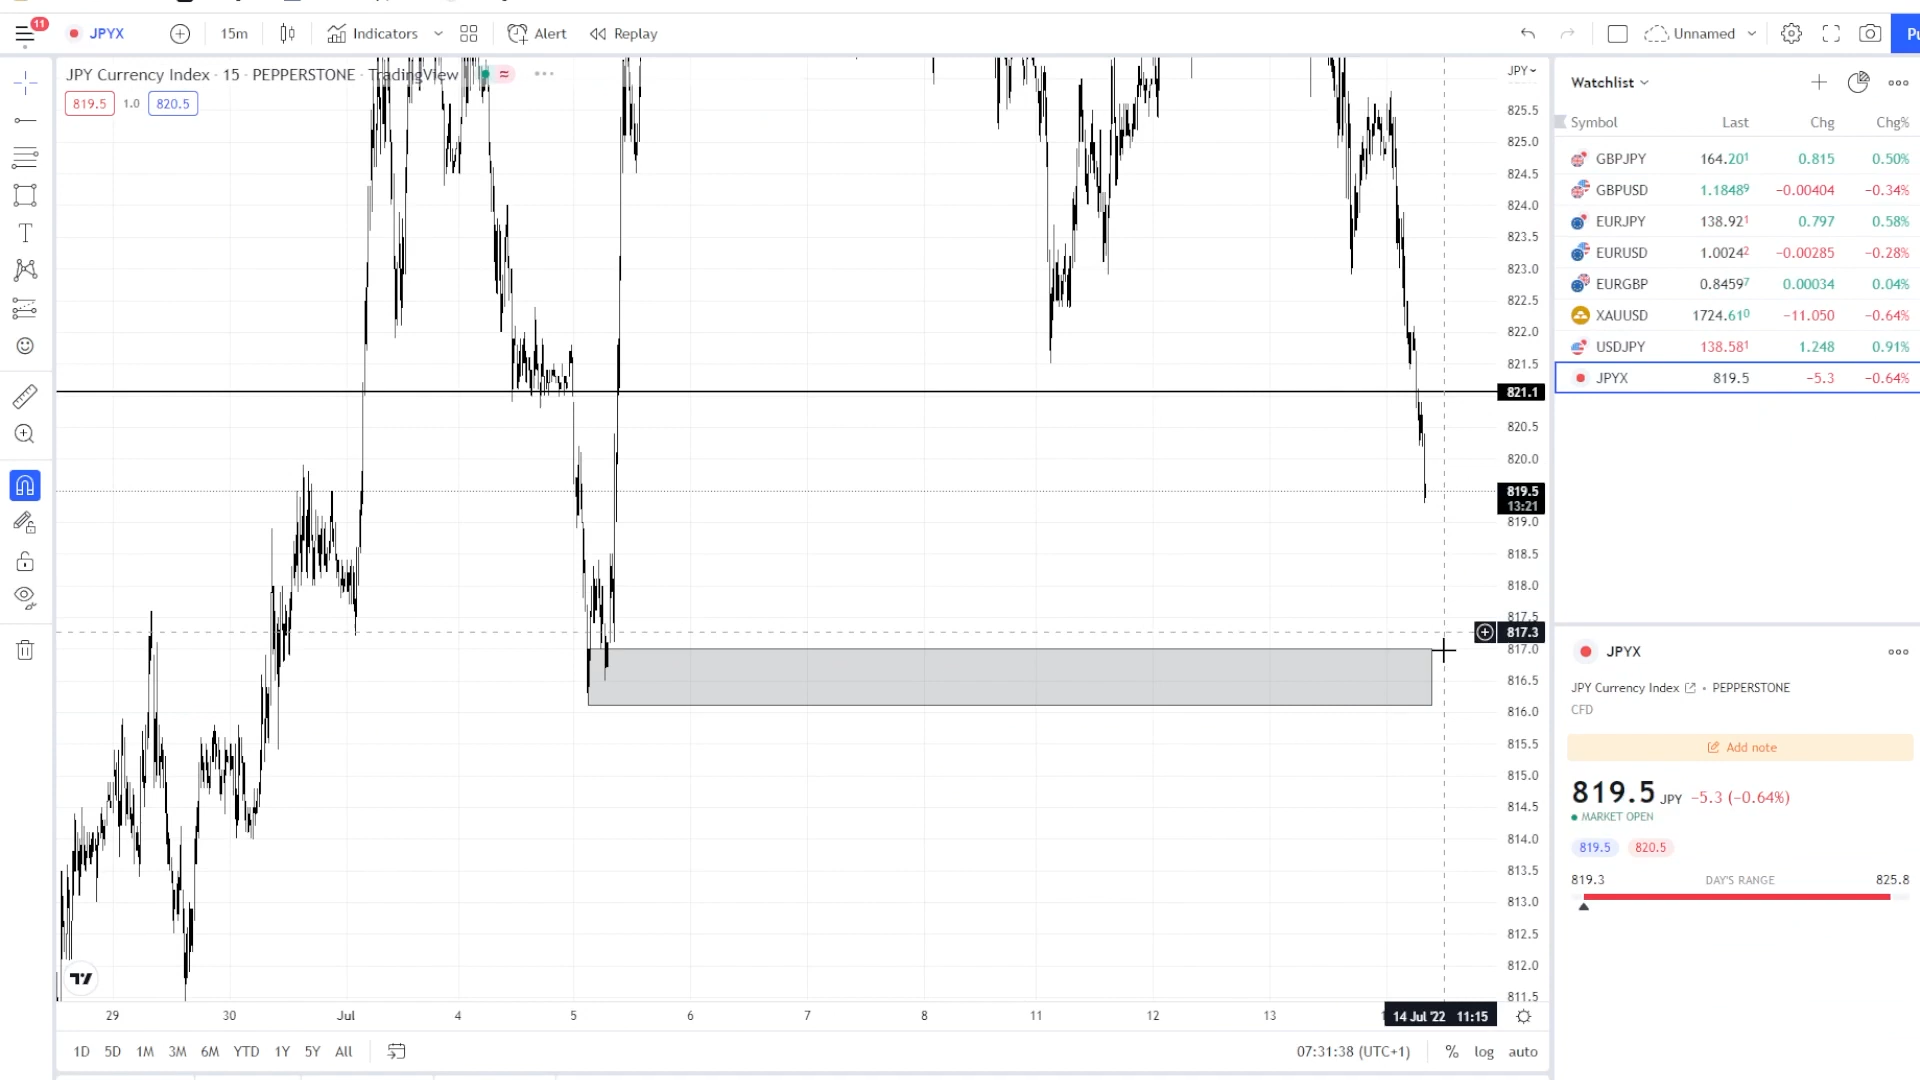 11
JPYX
15m
Indicators
Alert
Replay
Unnamed
JPY Currency Index · 15 · PEPPERSTONE · TradingView
819.5 1.0 820.5
JPY
825.5
825.0
824.5
824.0
823.5
823.0
822.5
822.0
821.5
821.1
820.5
820.0
819.5
13:21
819.0
818.5
818.0
817.5
817.3
817.0
816.5
816.0
815.5
815.0
814.5
814.0
813.5
813.0
812.5
812.0
811.5
29 30 Jul 4 5 6 7 8 11 12 13
14 Jul '22 11:15
1D 5D 1M 3M 6M YTD 1Y 5Y All
07:31:38 (UTC+1) % log auto
Watchlist
Symbol Last Chg Chg%
GBPJPY 164.201 0.815 0.50%
GBPUSD 1.18489 −0.00404 −0.34%
EURJPY 138.921 0.797 0.58%
EURUSD 1.00242 −0.00285 −0.28%
EURGBP 0.84597 0.00034 0.04%
XAUUSD 1724.610 −11.050 −0.64%
USDJPY 138.581 1.248 0.91%
JPYX 819.5 −5.3 −0.64%
JPYX
JPY Currency Index • PEPPERSTONE
CFD
Add note
819.5 JPY −5.3 (−0.64%)
MARKET OPEN
819.5 820.5
819.3 DAY'S RANGE 825.8